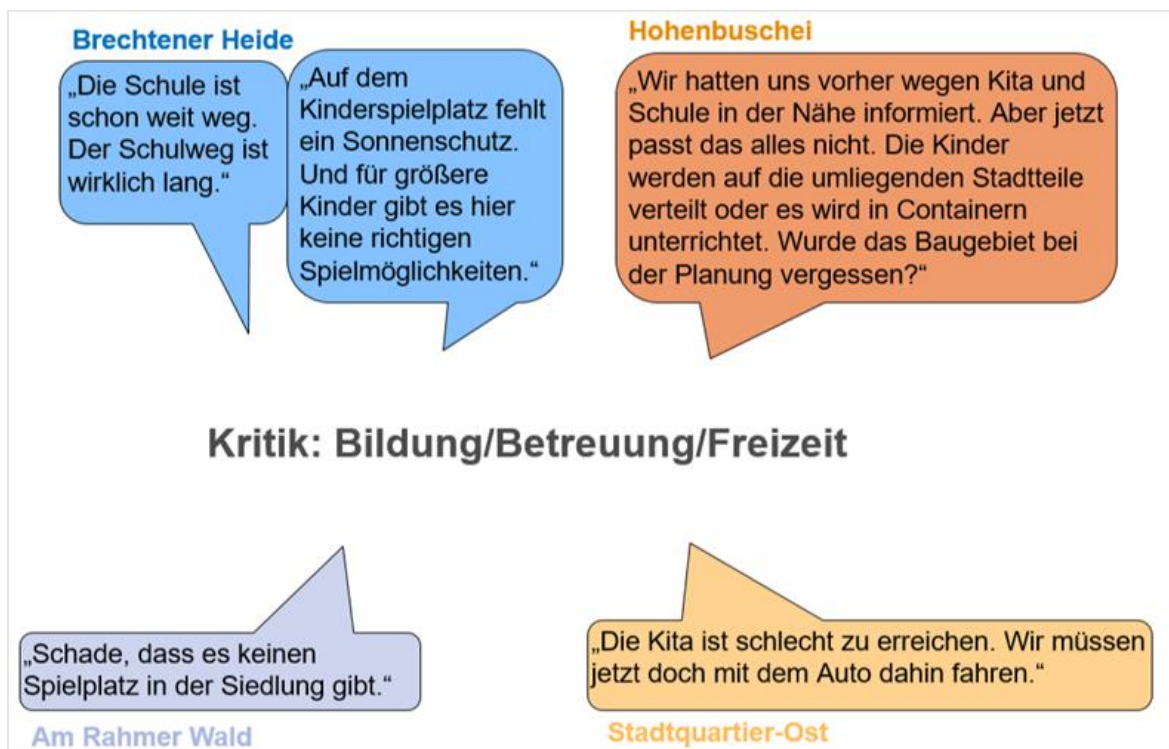 Brechtener Heide
„Die Schule ist
schon weit weg.
Der Schulweg ist
wirklich lang.“
„Auf dem
Kinderspielplatz fehlt
ein Sonnenschutz.
Und für größere
Kinder gibt es hier
keine richtigen
Spielmöglichkeiten.“
Hohenbuschei
„Wir hatten uns vorher wegen Kita und
Schule in der Nähe informiert. Aber jetzt
passt das alles nicht. Die Kinder
werden auf die umliegenden Stadtteile
verteilt oder es wird in Containern
unterrichtet. Wurde das Baugebiet bei
der Planung vergessen?“
Kritik: Bildung/Betreuung/Freizeit
„Schade, dass es keinen
Spielplatz in der Siedlung gibt.“
Am Rahmer Wald
„Die Kita ist schlecht zu erreichen. Wir müssen
jetzt doch mit dem Auto dahin fahren.“
Stadtquartier-Ost